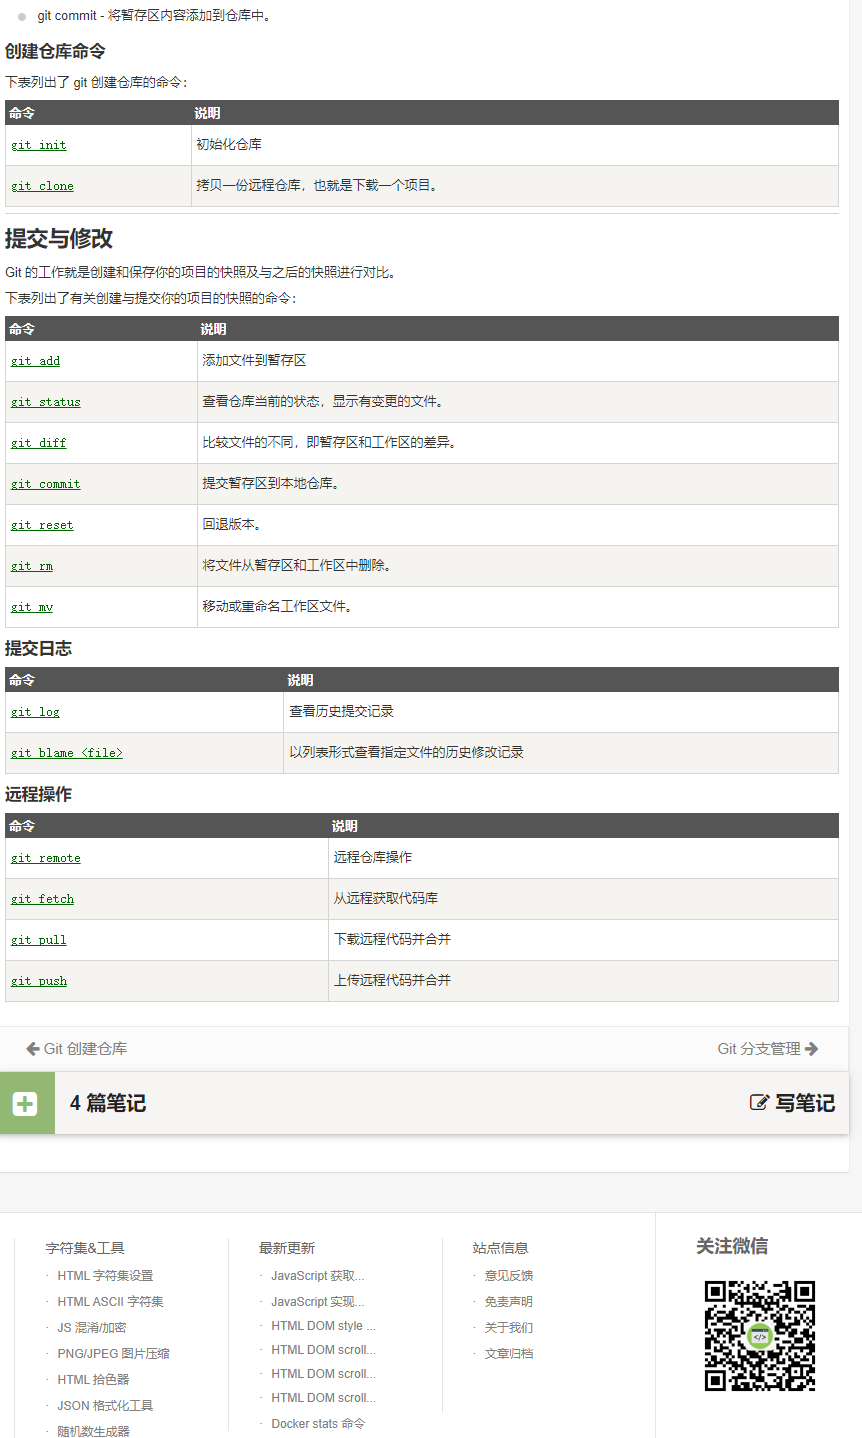 git commit - 将暂存区内容添加到仓库中。
创建仓库命令
下表列出了 git 创建仓库的命令：
命令 说明
git init 初始化仓库
git clone 拷贝一份远程仓库，也就是下载一个项目。
提交与修改
Git 的工作就是创建和保存你的项目的快照及与之后的快照进行对比。
下表列出了有关创建与提交你的项目的快照的命令：
命令 说明
git add 添加文件到暂存区
git status 查看仓库当前的状态，显示有变更的文件。
git diff 比较文件的不同，即暂存区和工作区的差异。
git commit 提交暂存区到本地仓库。
git reset 回退版本。
git rm 将文件从暂存区和工作区中删除。
git mv 移动或重命名工作区文件。
提交日志
命令 说明
git log 查看历史提交记录
git blame <file> 以列表形式查看指定文件的历史修改记录
远程操作
命令 说明
git remote 远程仓库操作
git fetch 从远程获取代码库
git pull 下载远程代码并合并
git push 上传远程代码并合并
Git 创建仓库 Git 分支管理
4 篇笔记 写笔记
字符集&工具
· HTML 字符集设置
· HTML ASCII 字符集
· JS 混淆/加密
· PNG/JPEG 图片压缩
· HTML 拾色器
· JSON 格式化工具
· 随机数生成器
最新更新
· JavaScript 获取...
· JavaScript 实现...
· HTML DOM style ...
· HTML DOM scroll...
· HTML DOM scroll...
· HTML DOM scroll...
· Docker stats 命令
站点信息
· 意见反馈
· 免责声明
· 关于我们
· 文章归档
关注微信